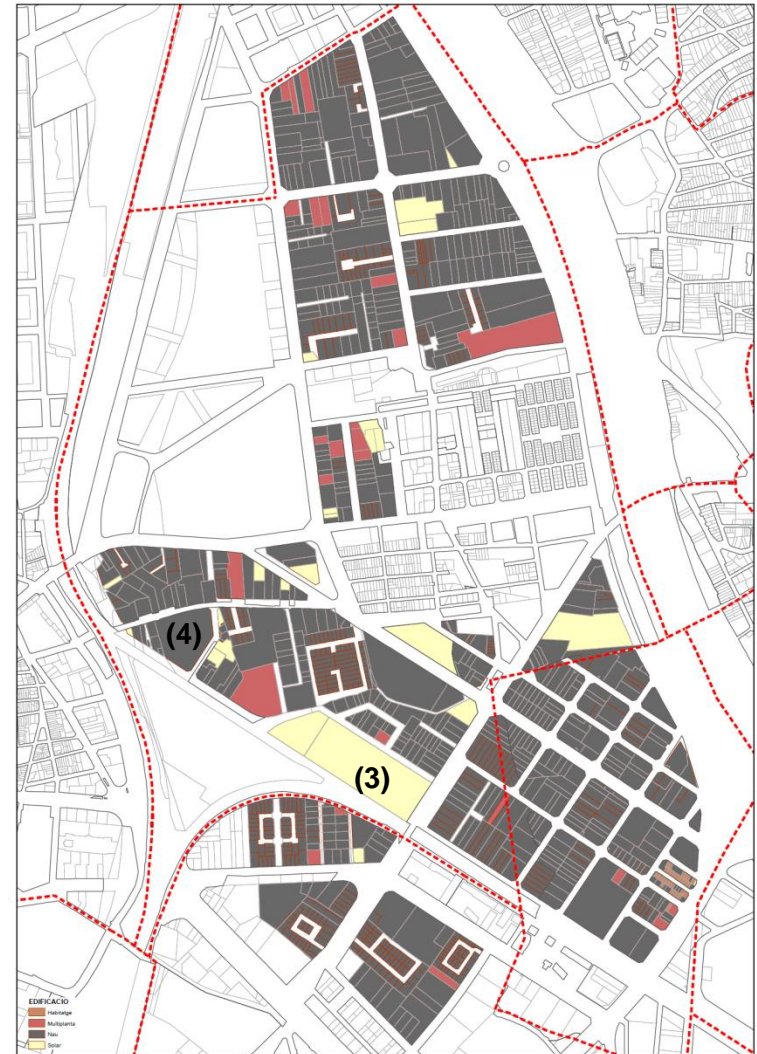 (4)
(3)
EDIFICACIO
Habitatge
Multiplanta
Nau
Solar